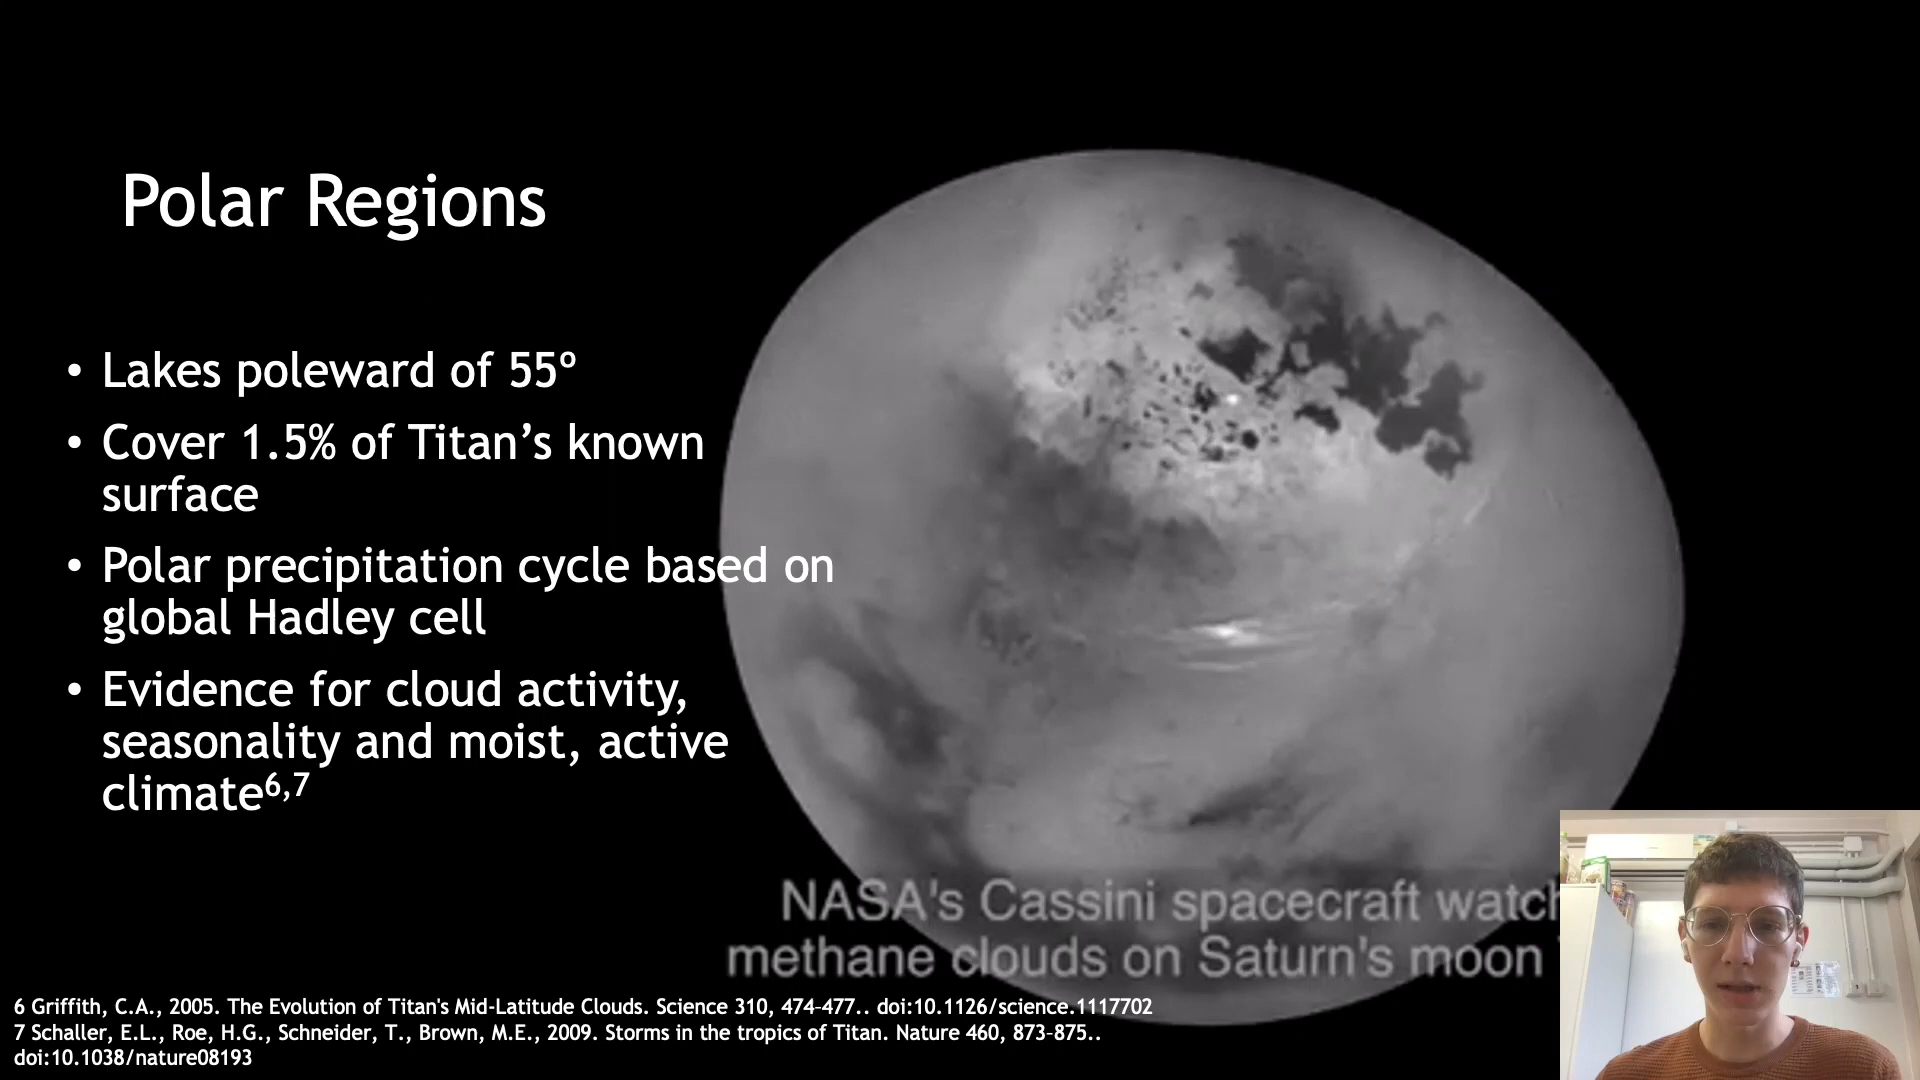 Polar Regions
• Lakes poleward of 55º
• Cover 1.5% of Titan’s known
surface
• Polar precipitation cycle based on
global Hadley cell
• Evidence for cloud activity,
seasonality and moist, active
climate⁶,⁷
NASA's Cassini spacecraft watch
methane clouds on Saturn's moon
6 Griffith, C.A., 2005. The Evolution of Titan's Mid-Latitude Clouds. Science 310, 474–477.. doi:10.1126/science.1117702
7 Schaller, E.L., Roe, H.G., Schneider, T., Brown, M.E., 2009. Storms in the tropics of Titan. Nature 460, 873–875..
doi:10.1038/nature08193